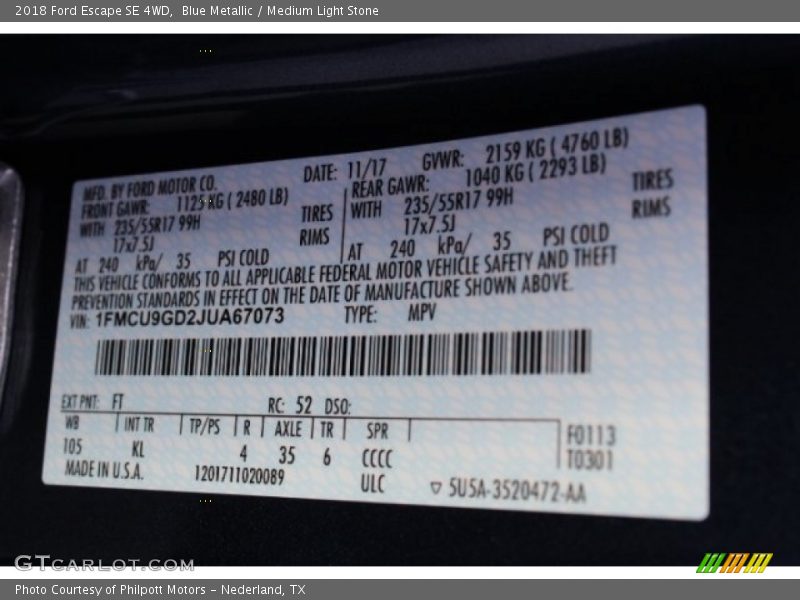 2018 Ford Escape SE 4WD,  Blue Metallic / Medium Light Stone
MFD. BY FORD MOTOR CO.
DATE: 11/17
GVWR: 2159 KG ( 4760 LB)
FRONT GAWR: 1125 KG ( 2480 LB)
REAR GAWR: 1040 KG ( 2293 LB)
WITH 235/55R17 99H TIRES
WITH 235/55R17 99H TIRES
17x7.5J RIMS
17x7.5J RIMS
AT 240 kPa/ 35 PSI COLD
AT 240 kPa/ 35 PSI COLD
THIS VEHICLE CONFORMS TO ALL APPLICABLE FEDERAL MOTOR VEHICLE SAFETY AND THEFT
PREVENTION STANDARDS IN EFFECT ON THE DATE OF MANUFACTURE SHOWN ABOVE.
VIN: 1FMCU9GD2JUA67073 TYPE: MPV
EXT PNT: FT RC: 52 DSO:
WB INT TR TP/PS R AXLE TR SPR F0113
105 KL 4 35 6 CCCC T0301
MADE IN U.S.A. 1201711020089 ULC ▽ 5U5A-3520472-AA
GTCARLOT.COM
Photo Courtesy of Philpott Motors - Nederland, TX